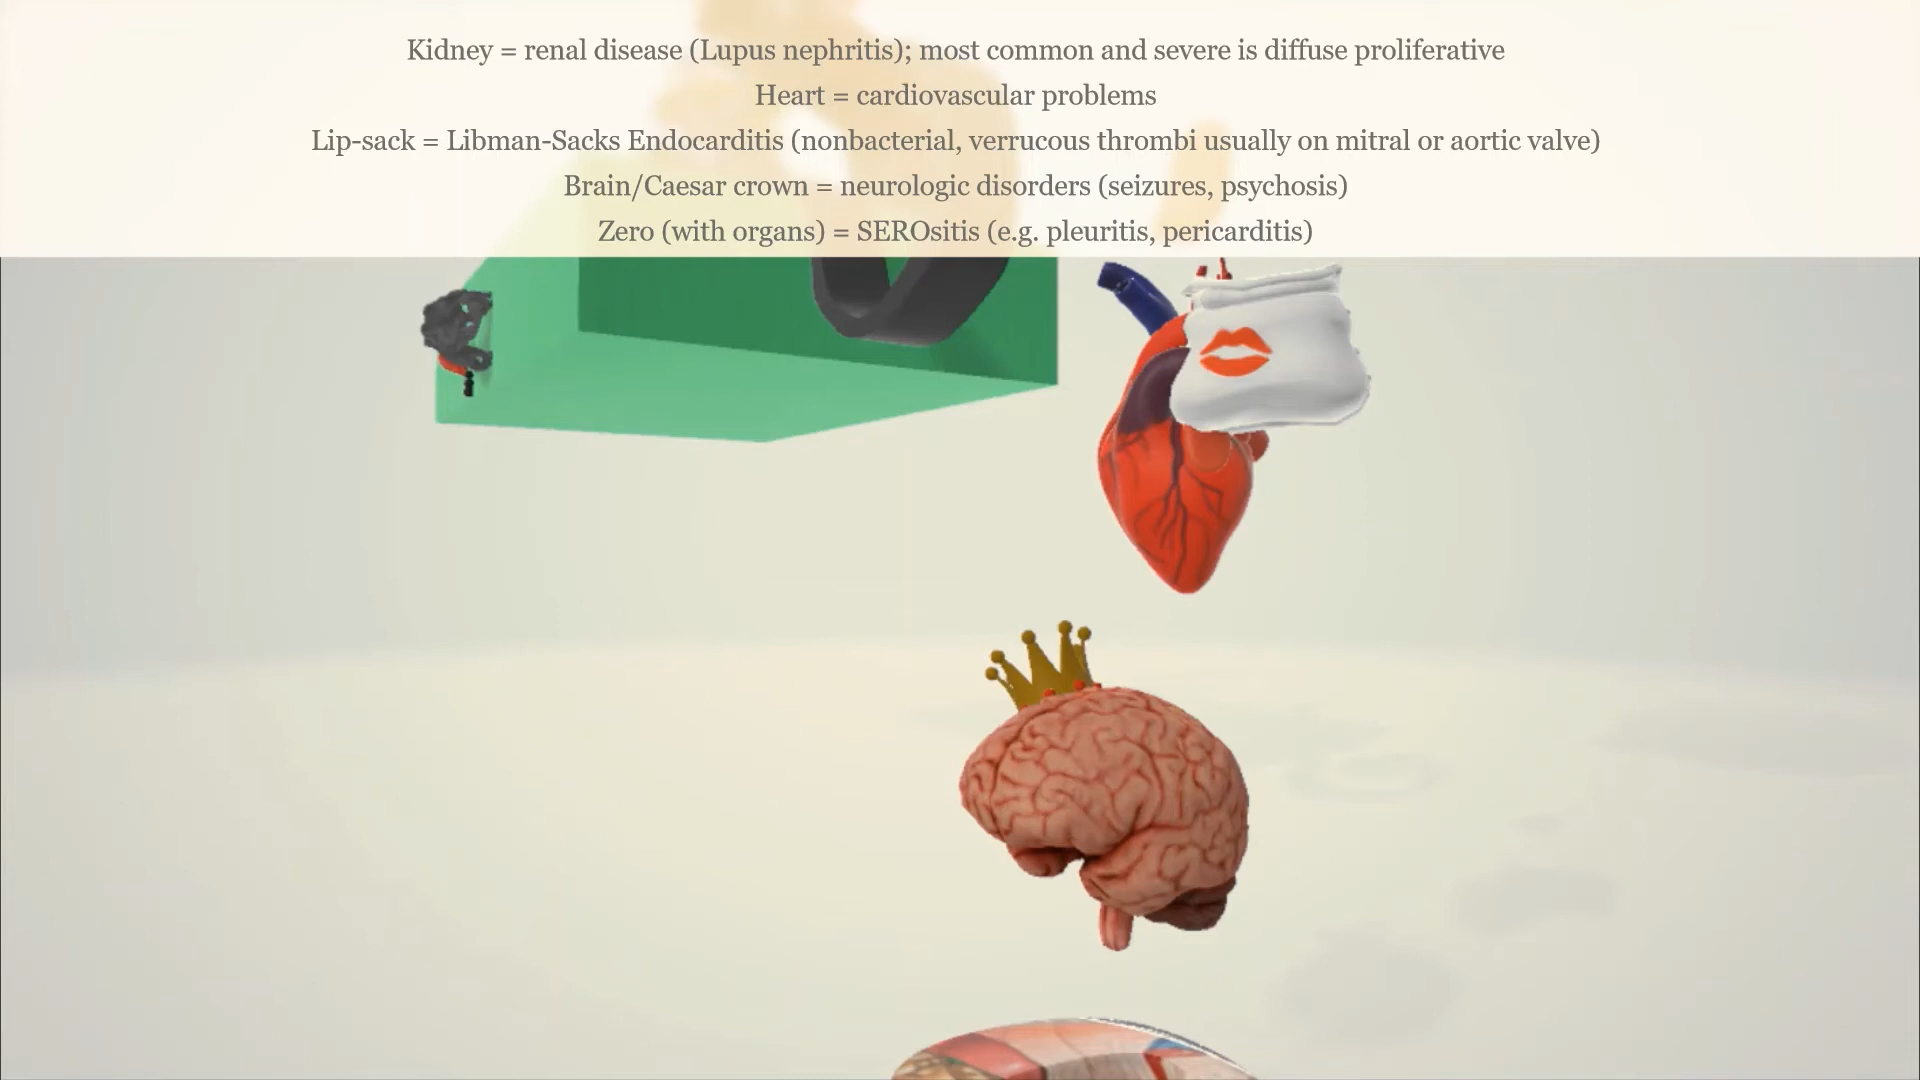 Kidney = renal disease (Lupus nephritis); most common and severe is diffuse proliferative
Heart = cardiovascular problems
Lip-sack = Libman-Sacks Endocarditis (nonbacterial, verrucous thrombi usually on mitral or aortic valve)
Brain/Caesar crown = neurologic disorders (seizures, psychosis)
Zero (with organs) = SEROsitis (e.g. pleuritis, pericarditis)